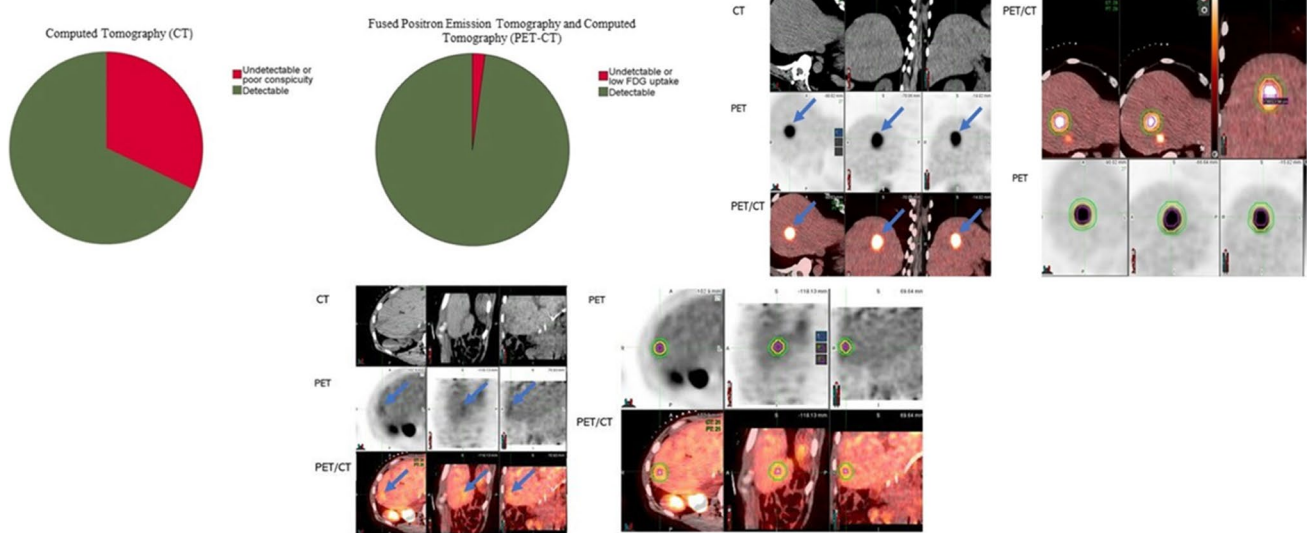 Computed Tomography (CT)
Undetectable or
poor conspicuity
Detectable
Fused Positron Emission Tomography and Computed
Tomography (PET-CT)
Undetctable or
low FDG uptake
Detectable
CT
PET
PET/CT
PET/CT
PET
CT
PET
PET/CT
PET
PET/CT